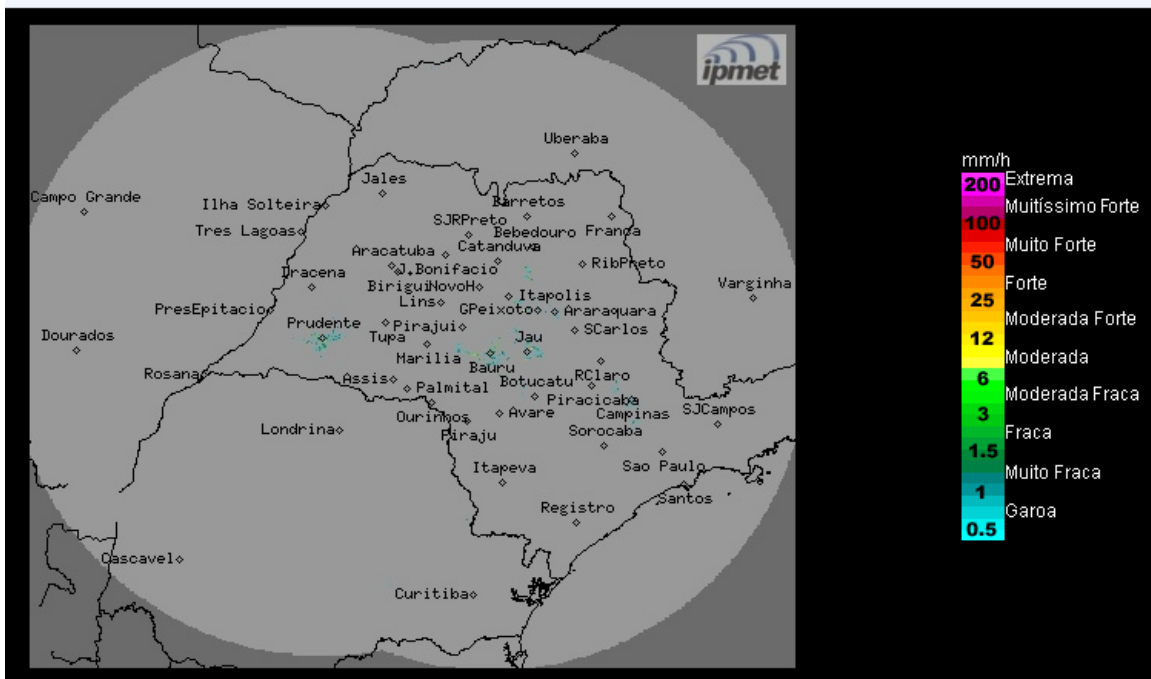 ipmet
Uberaba
Jales
Campo Grande
Ilha Solteira
Barretos
SJRPreto
Franca
Tres Lagoas
Bebedouro
Catanduva
Aracatuba
RibPreto
Dracena
J.Bonifacio
Varginha
Birigui
NovoH
Itapolis
Lins
PresEpitacio
GPeixoto
Araraquara
Prudente
Pirajui
SCarlos
Dourados
Tupa
Jau
Marilia
Bauru
Rosana
Assis
RClaro
Palmital
Botucatu
Piracicaba
Ourinhos
Avare
Campinas
SJCampos
Londrina
Piraju
Sorocaba
Itapeva
Sao Paulo
Santos
Registro
Cascavel
Curitiba
mm/h
200 Extrema
Muitíssimo Forte
100
Muito Forte
50
Forte
25
Moderada Forte
12
Moderada
6
Moderada Fraca
3
Fraca
1.5
Muito Fraca
1
Garoa
0.5